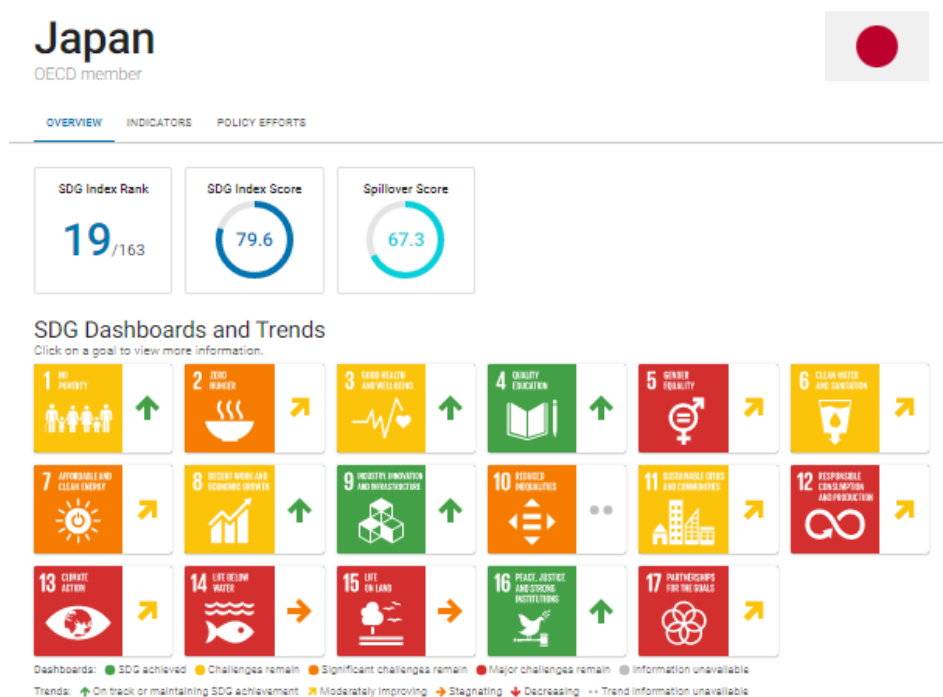 Japan
OECD member
OVERVIEW INDICATORS POLICY EFFORTS
SDG Index Rank
19/163
SDG Index Score
79.6
Spillover Score
67.3
SDG Dashboards and Trends
Click on a goal to view more information.
1 NO
POVERTY
2 ZERO
HUNGER
3 GOOD HEALTH
AND WELL-BEING
4 QUALITY
EDUCATION
5 GENDER
EQUALITY
6 CLEAN WATER
AND SANITATION
7 AFFORDABLE AND
CLEAN ENERGY
8 DECENT WORK AND
ECONOMIC GROWTH
9 INDUSTRY, INNOVATION
AND INFRASTRUCTURE
10 REDUCED
INEQUALITIES
11 SUSTAINABLE CITIES
AND COMMUNITIES
12 RESPONSIBLE
CONSUMPTION
AND PRODUCTION
13 CLIMATE
ACTION
14 LIFE BELOW
WATER
15 LIFE
ON LAND
16 PEACE, JUSTICE
AND STRONG
INSTITUTIONS
17 PARTNERSHIPS
FOR THE GOALS
Dashboards: SDG achieved Challenges remain Significant challenges remain Major challenges remain Information unavailable
Trends: On track or maintaining SDG achievement Moderately improving Stagnating Decreasing Trend information unavailable